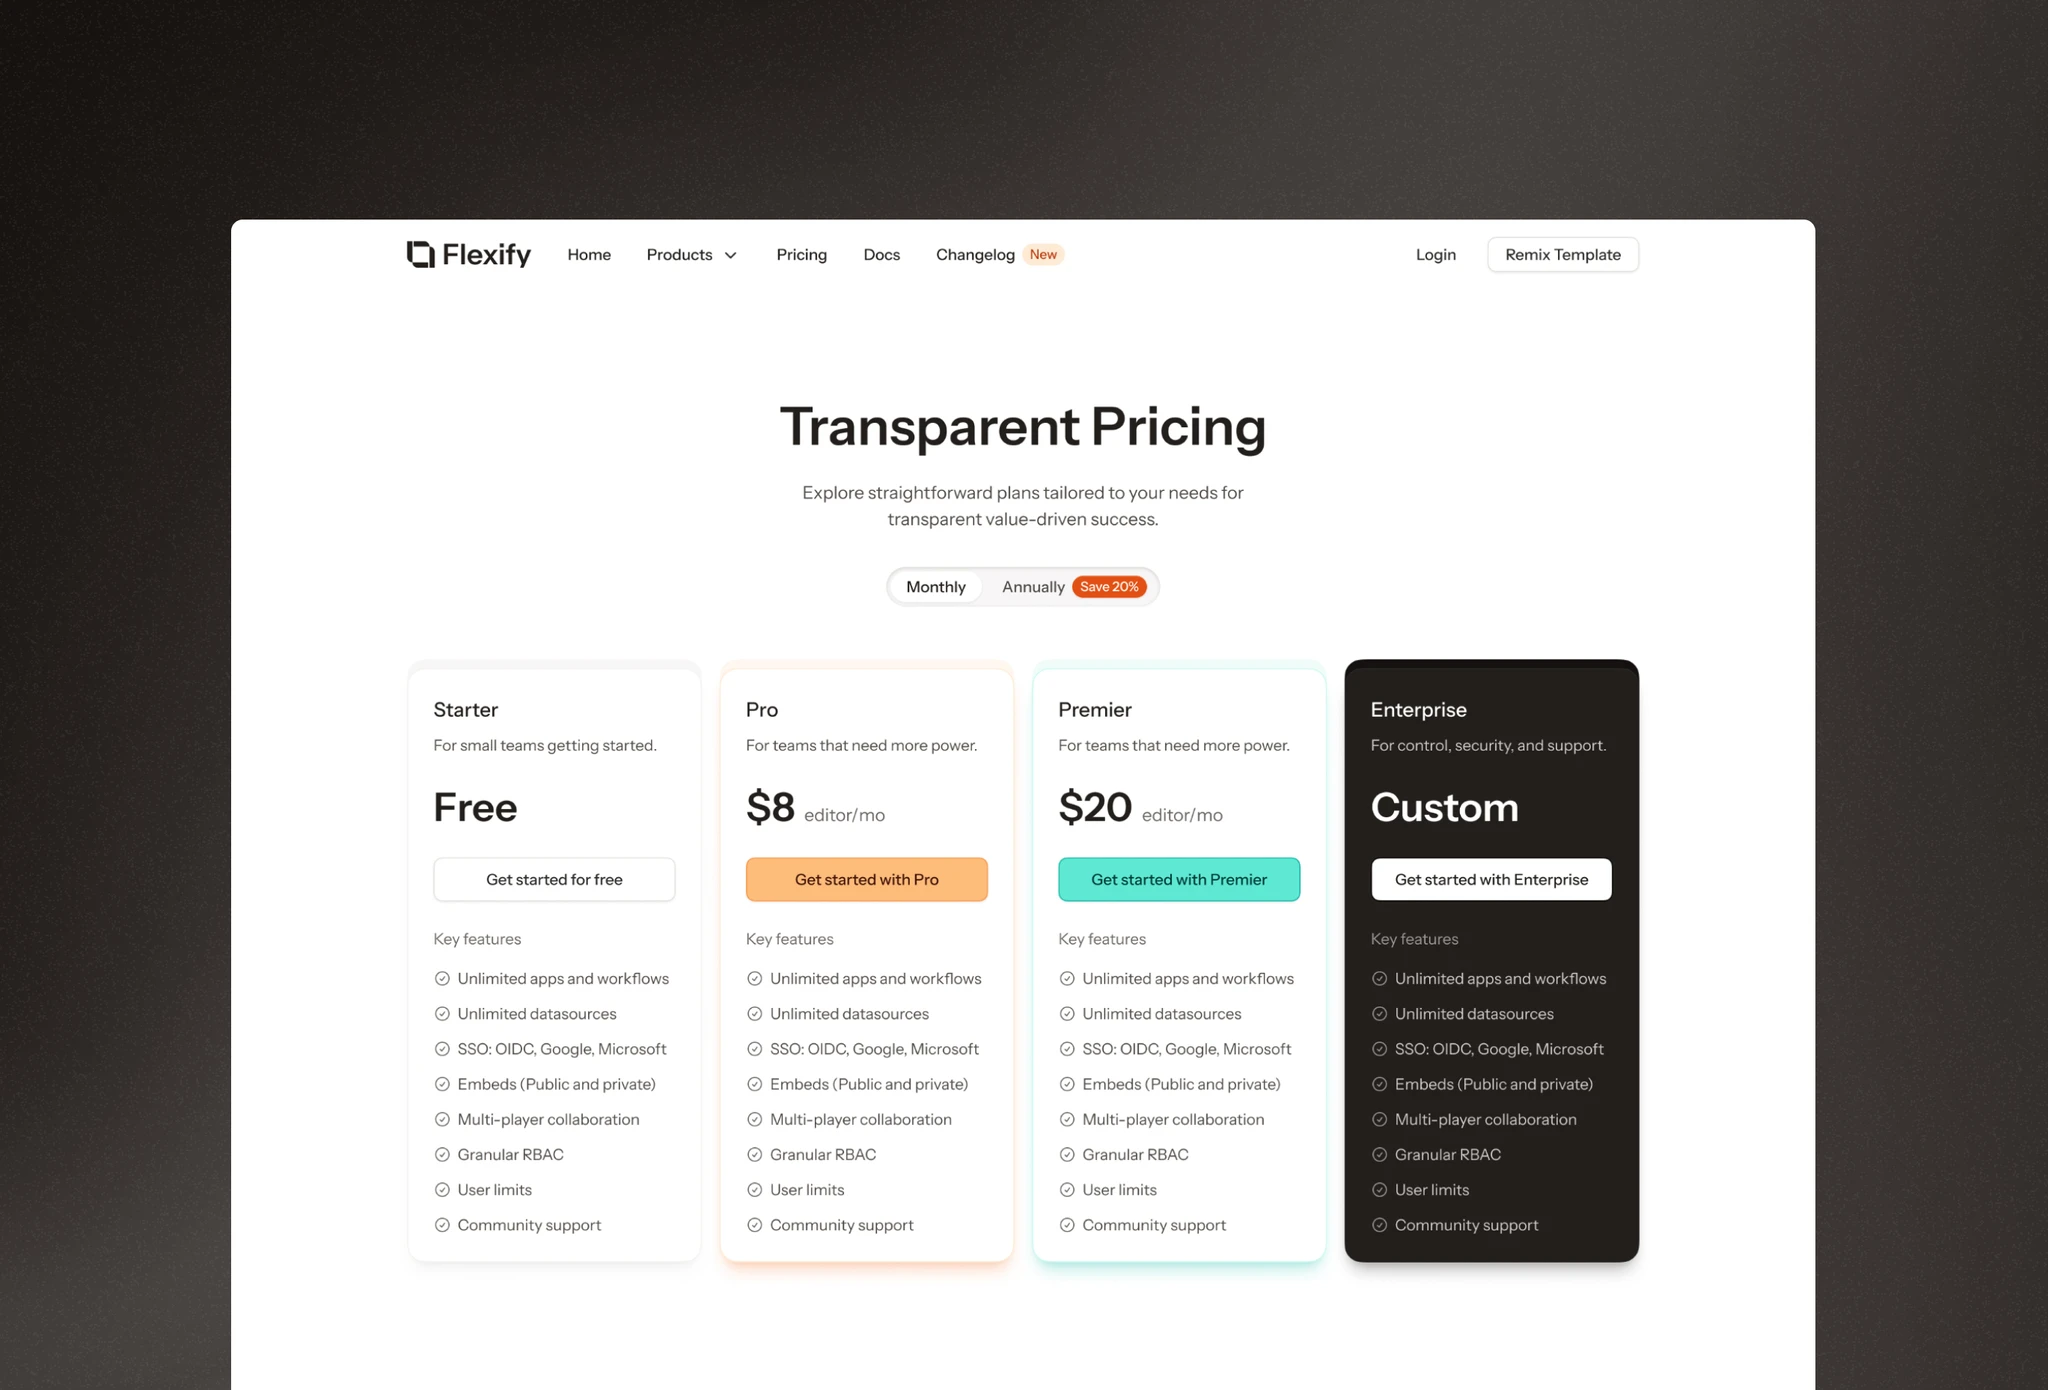 Flexify
Home
Products
Pricing
Docs
Changelog
New
Login
Remix Template
Transparent Pricing
Explore straightforward plans tailored to your needs for
transparent value-driven success.
Monthly
Annually
Save 20%
Starter
For small teams getting started.
Free
Get started for free
Key features
Unlimited apps and workflows
Unlimited datasources
SSO: OIDC, Google, Microsoft
Embeds (Public and private)
Multi-player collaboration
Granular RBAC
User limits
Community support
Pro
For teams that need more power.
$8 editor/mo
Get started with Pro
Key features
Unlimited apps and workflows
Unlimited datasources
SSO: OIDC, Google, Microsoft
Embeds (Public and private)
Multi-player collaboration
Granular RBAC
User limits
Community support
Premier
For teams that need more power.
$20 editor/mo
Get started with Premier
Key features
Unlimited apps and workflows
Unlimited datasources
SSO: OIDC, Google, Microsoft
Embeds (Public and private)
Multi-player collaboration
Granular RBAC
User limits
Community support
Enterprise
For control, security, and support.
Custom
Get started with Enterprise
Key features
Unlimited apps and workflows
Unlimited datasources
SSO: OIDC, Google, Microsoft
Embeds (Public and private)
Multi-player collaboration
Granular RBAC
User limits
Community support